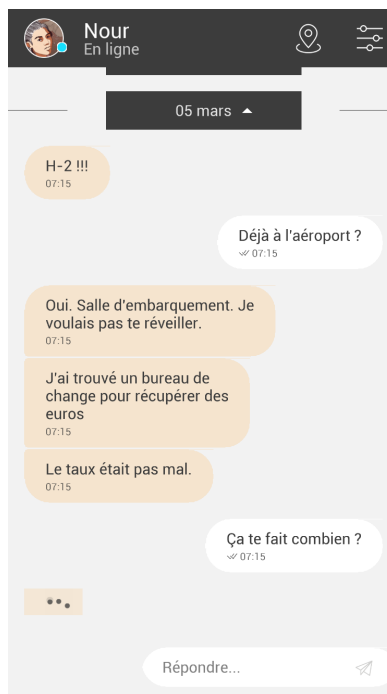 Nour
En ligne
05 mars
H-2 !!!
07:15
Déjà à l'aéroport ?
07:15
Oui. Salle d'embarquement. Je
voulais pas te réveiller.
07:15
J'ai trouvé un bureau de
change pour récupérer des
euros
07:15
Le taux était pas mal.
07:15
Ça te fait combien ?
07:15
Répondre...